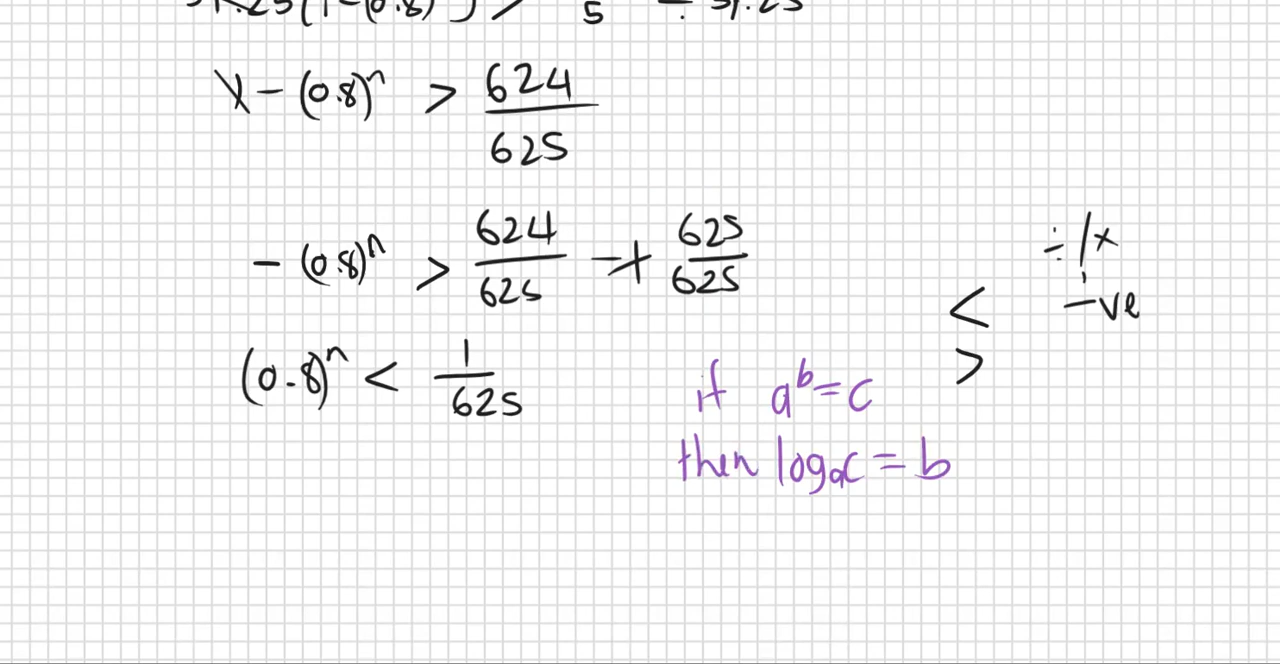 1 - (0.8)^n > 624/625
- (0.8)^n > 624/625 - + 625/625
÷ / ×
-ve
<
>
(0.8)^n < 1/625
if a^b = c
then log_a c = b